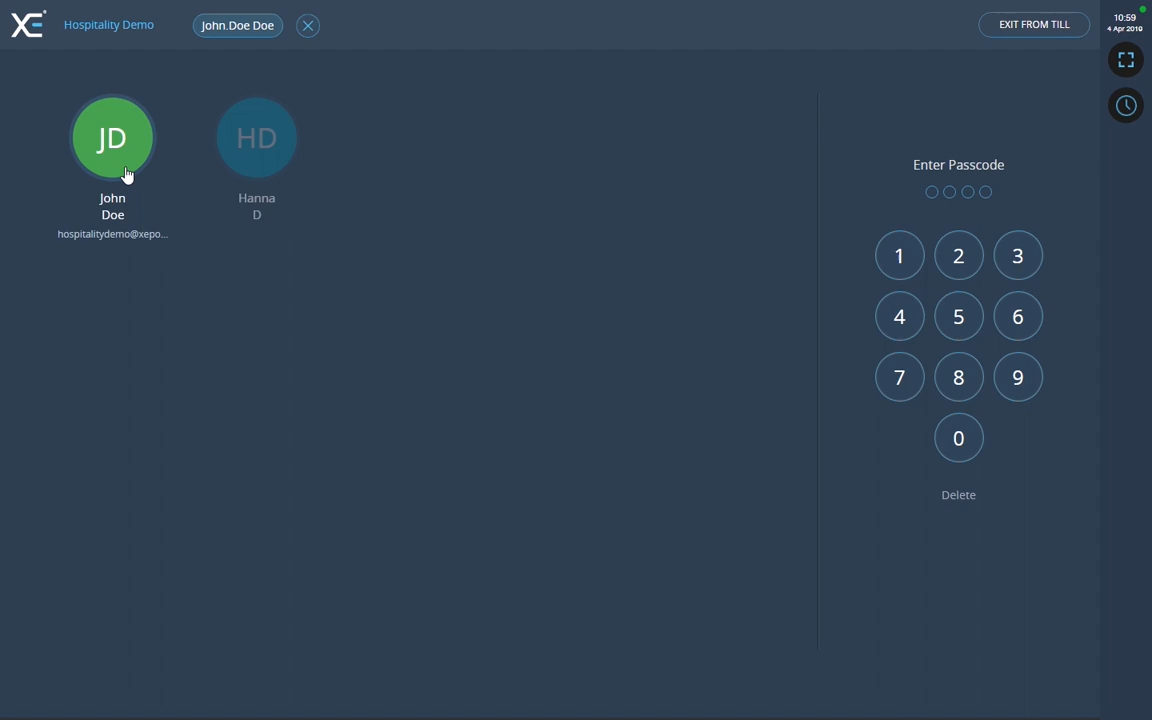 XE Hospitality Demo John.Doe Doe EXIT FROM TILL
10:59
4 Apr 2019
JD HD
John Hanna
Doe D
hospitalitydemo@xepo...
Enter Passcode
1 2 3
4 5 6
7 8 9
0
Delete